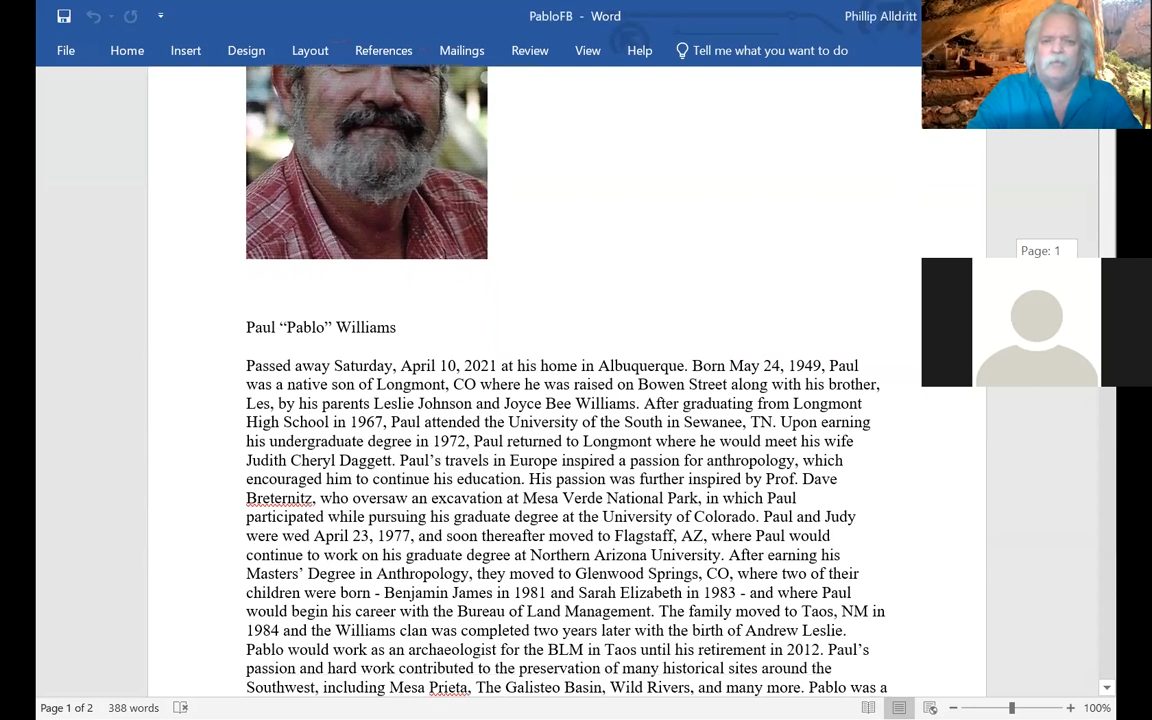 PabloFB - Word
Phillip Alldritt
File Home Insert Design Layout References Mailings Review View Help Tell me what you want to do
Page: 1
Paul “Pablo” Williams
Passed away Saturday, April 10, 2021 at his home in Albuquerque. Born May 24, 1949, Paul
was a native son of Longmont, CO where he was raised on Bowen Street along with his brother,
Les, by his parents Leslie Johnson and Joyce Bee Williams. After graduating from Longmont
High School in 1967, Paul attended the University of the South in Sewanee, TN. Upon earning
his undergraduate degree in 1972, Paul returned to Longmont where he would meet his wife
Judith Cheryl Daggett. Paul’s travels in Europe inspired a passion for anthropology, which
encouraged him to continue his education. His passion was further inspired by Prof. Dave
Breternitz, who oversaw an excavation at Mesa Verde National Park, in which Paul
participated while pursuing his graduate degree at the University of Colorado. Paul and Judy
were wed April 23, 1977, and soon thereafter moved to Flagstaff, AZ, where Paul would
continue to work on his graduate degree at Northern Arizona University. After earning his
Masters’ Degree in Anthropology, they moved to Glenwood Springs, CO, where two of their
children were born - Benjamin James in 1981 and Sarah Elizabeth in 1983 - and where Paul
would begin his career with the Bureau of Land Management. The family moved to Taos, NM in
1984 and the Williams clan was completed two years later with the birth of Andrew Leslie.
Pablo would work as an archaeologist for the BLM in Taos until his retirement in 2012. Paul’s
passion and hard work contributed to the preservation of many historical sites around the
Southwest, including Mesa Prieta, The Galisteo Basin, Wild Rivers, and many more. Pablo was a
Page 1 of 2 388 words 100%